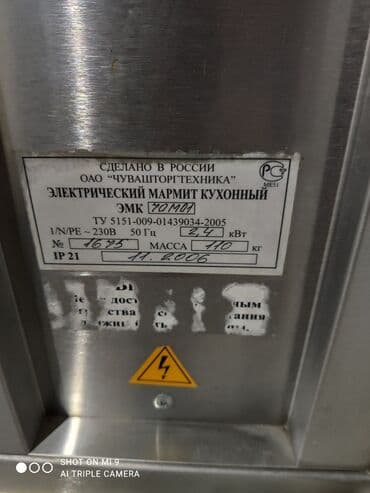 СДЕЛАНО В РОССИИ
ОАО "ЧУВАШТОРГТЕХНИКА"
ЭЛЕКТРИЧЕСКИЙ МАРМИТ КУХОННЫЙ
ЭМК 70М01
ТУ 5151-009-01439034-2005
1/N/PE ~ 230В 50 Гц 2,4 кВт
№ 1675 МАССА 110 кг
IP 21 11.2006
SHOT ON MI 9
AI TRIPLE CAMERA